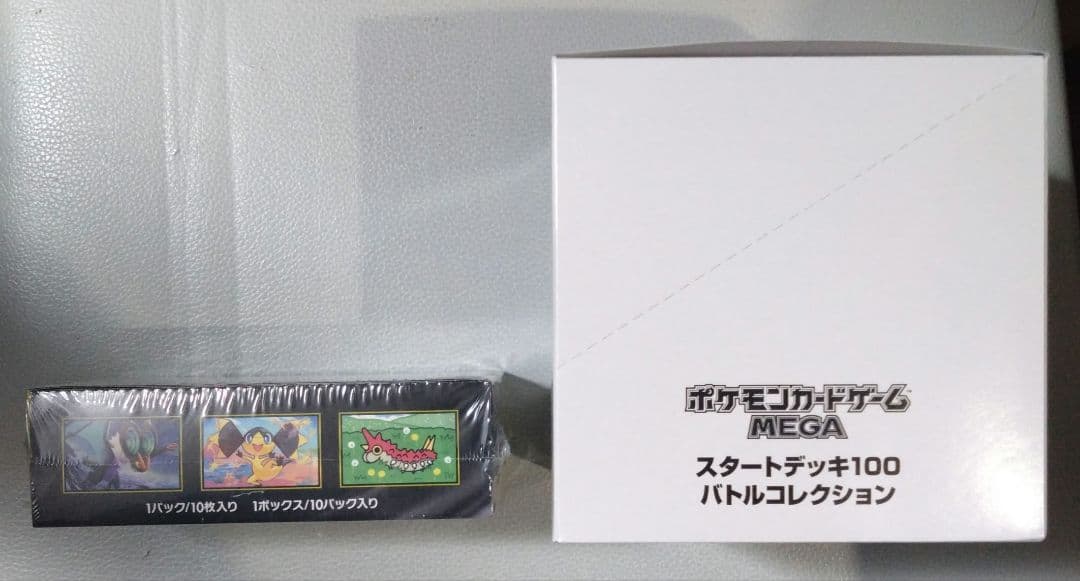 1パック/10枚入り 1ボックス/10パック入り
ポケモンカードゲーム
MEGA
スタートデッキ100
バトルコレクション